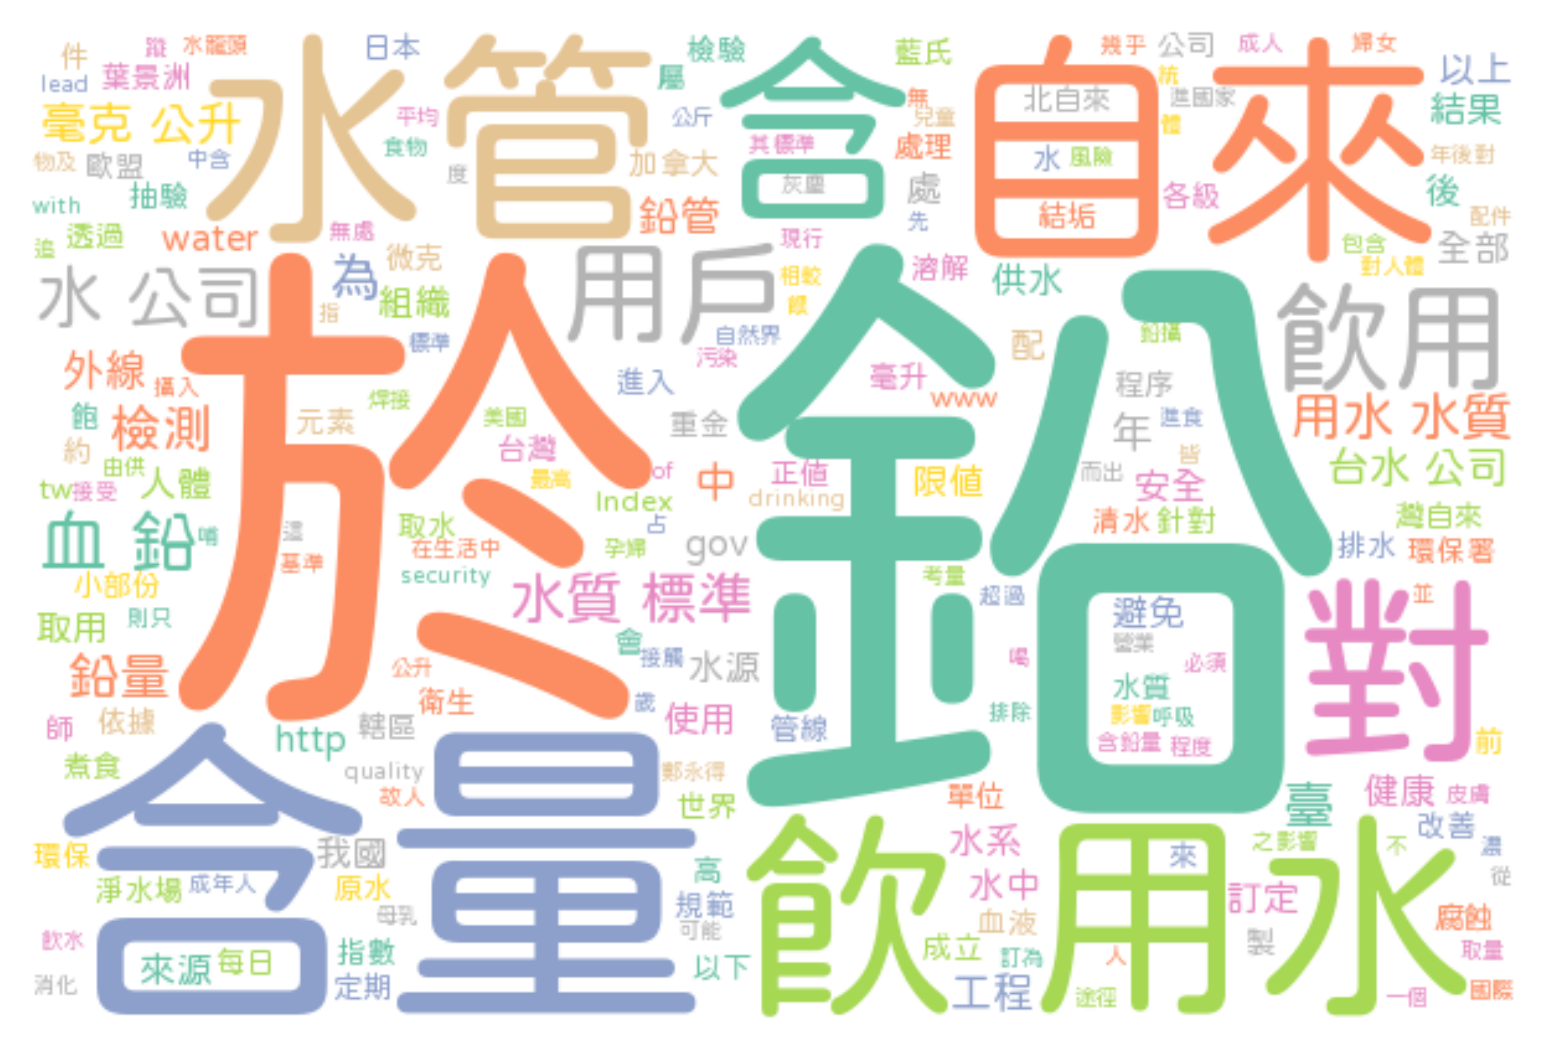 件 蹤 水龍頭 日本 檢驗 藍氏 幾乎 公司 成人 婦女
lead 葉景洲 屬 無 北自來 杭 進國家 以上
毫克 公升 水管 平均 公斤 含 兒童 自來 體 結果
物及 歐盟 中含 食物 加拿大 其標準 處理 水 風險 年後對
with 抽驗 度 鉛管 灰塵 處 結垢 各級 後 配件
追 透過 water 無處 先 現行 包含 全部
水 公司 為 微克 用戶 相較 溶解 供水 對人體 飲用
組織 指 餵 自然界
外線 攝入 標準 污染 毫升 配 鉛攝
飽 檢測 於 焊接 進入 鉛 www 程序 用水 水質
約 元素 美國 重金 年 進食
由供 台灣 皆 台水 公司
tw 接受 人體 最高 of 中 正值 限值 而出 安全
血 鉛 哺 這 取水 Index drinking 清水 針對 灣自來
基準 在生活中 占 孕婦 gov 排水 環保署
小部份 security 水質 標準 考量 超過 避免 對 並
取用 則只 會 接觸 水源 喝 營業 必須
鉛量 公升 歲 水質
師 依據 http 轄區 衛生 使用 管線 排除 影響 呼吸 前
煮食 含量 quality 故人 鄭永得 含鉛量 程度
世界 單位 臺 健康 皮膚
環保 我國 飲用水 水系 之影響 改善 不 濃
淨水場 成年人 原水 高 水中 來 從
母乳 規範 血液 訂定 腐蝕
飲水 來源 每日 指數 可能 成立 訂為 人 製 取量
消化 定期 以下 工程 途徑 一個 國際